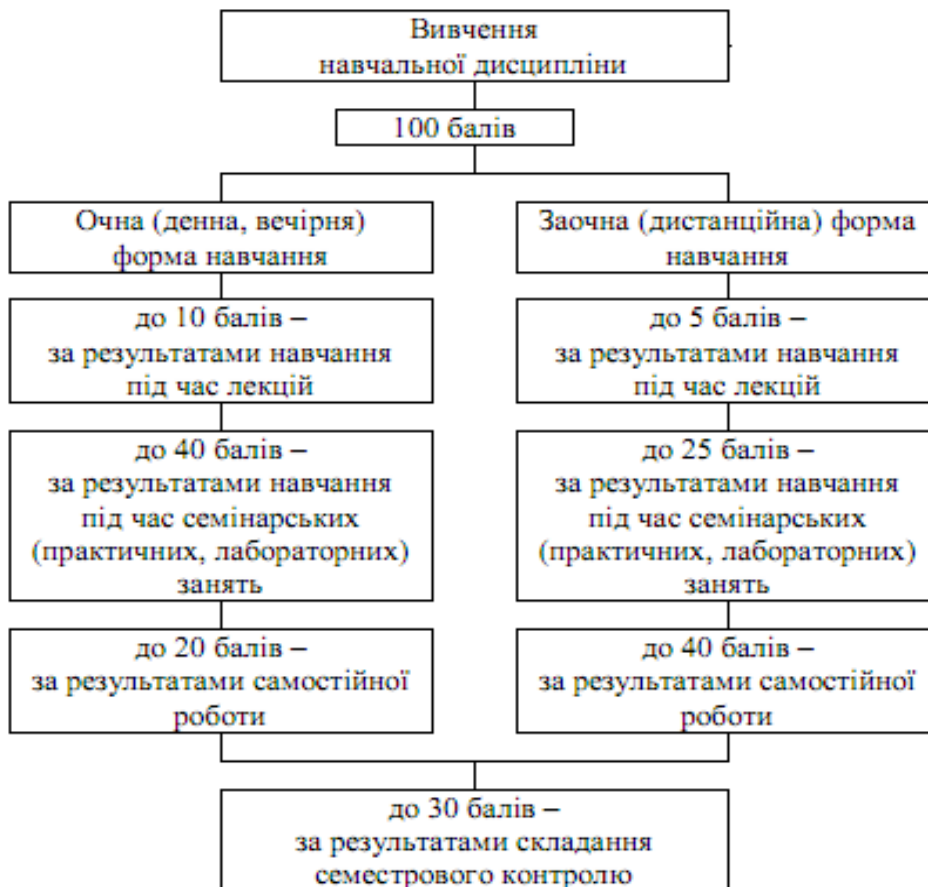 Вивчення
навчальної дисципліни
100 балів
Очна (денна, вечірня)
форма навчання
до 10 балів –
за результатами навчання
під час лекцій
до 40 балів –
за результатами навчання
під час семінарських
(практичних, лабораторних)
занять
до 20 балів –
за результатами самостійної
роботи
Заочна (дистанційна) форма
навчання
до 5 балів –
за результатами навчання
під час лекцій
до 25 балів –
за результатами навчання
під час семінарських
(практичних, лабораторних)
занять
до 40 балів –
за результатами самостійної
роботи
до 30 балів –
за результатами складання
семестрового контролю